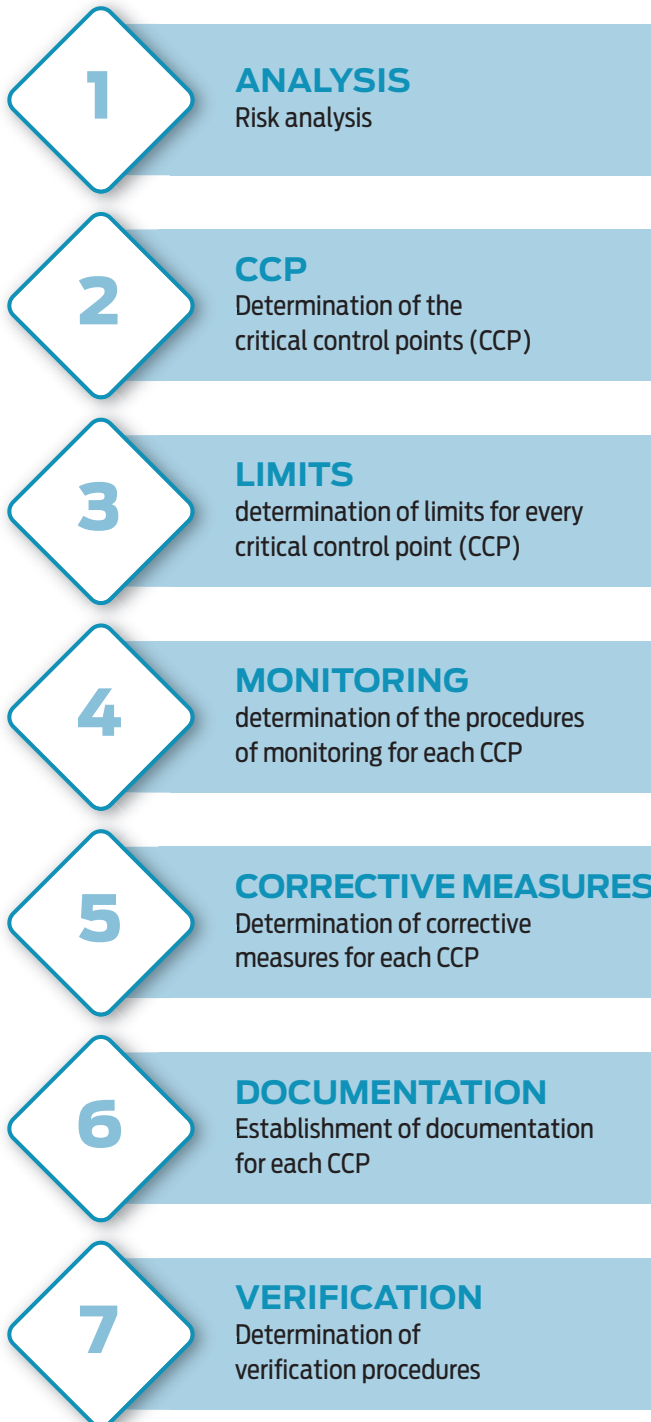 1
ANALYSIS
Risk analysis
2
CCP
Determination of the
critical control points (CCP)
3
LIMITS
determination of limits for every
critical control point (CCP)
4
MONITORING
determination of the procedures
of monitoring for each CCP
5
CORRECTIVE MEASURES
Determination of corrective
measures for each CCP
6
DOCUMENTATION
Establishment of documentation
for each CCP
7
VERIFICATION
Determination of
verification procedures